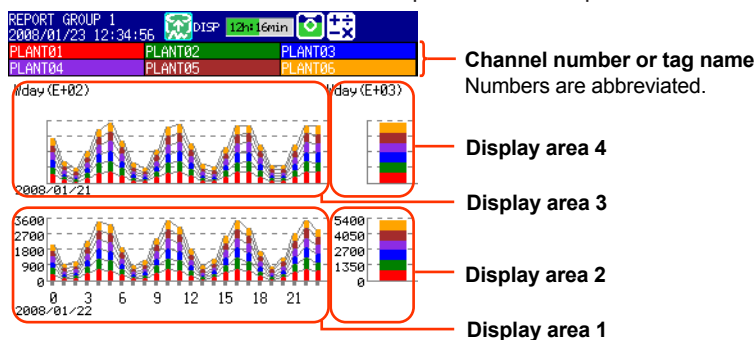 REPORT GROUP 1
2008/01/23 12:34:56 DISP 12h:16min
PLANT01 PLANT02 PLANT03
PLANT04 PLANT05 PLANT06
Channel number or tag name
Numbers are abbreviated.
Wday(E+02) Wday(E+03)
Display area 4
2008/01/21
Display area 3
3600 5400
2700 4050
1800 2700
900 1350
0 0
Display area 2
0 3 6 9 12 15 18 21
2008/01/22
Display area 1